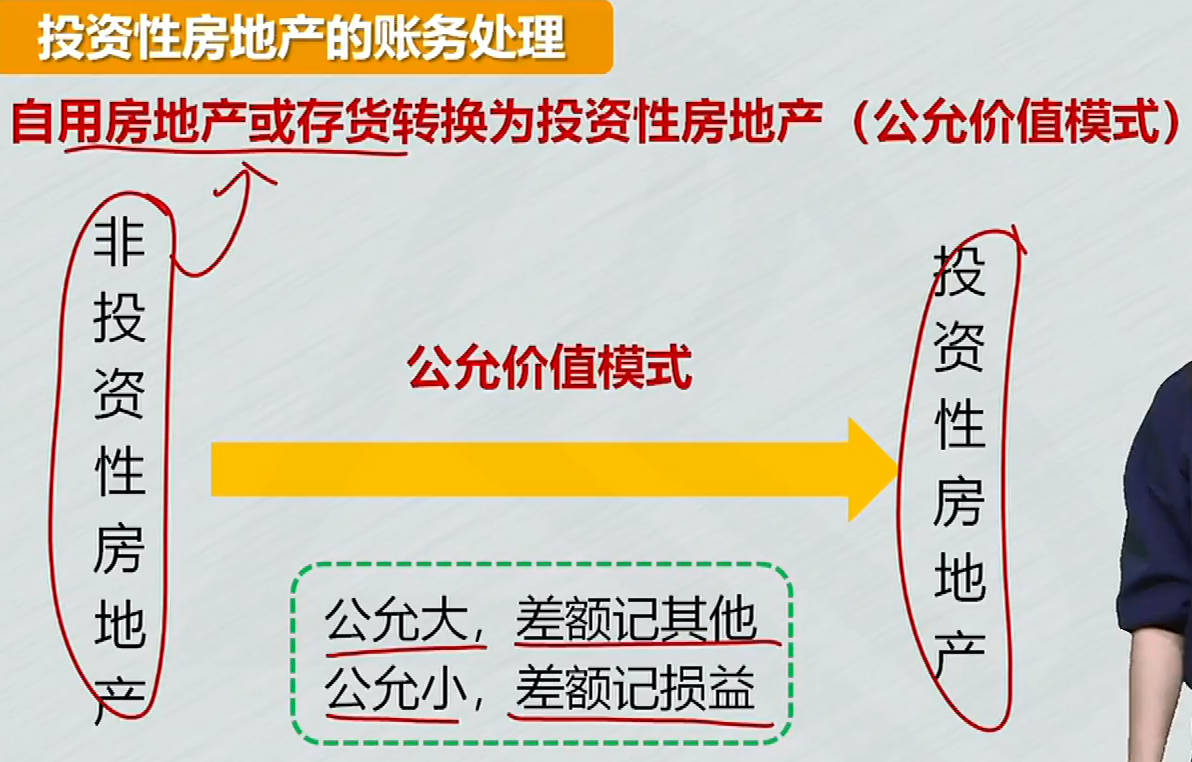 投资性房地产的账务处理
自用房地产或存货转换为投资性房地产（公允价值模式）
非投资性房地产
公允价值模式
公允大，差额记其他
公允小，差额记损益
投资性房地产